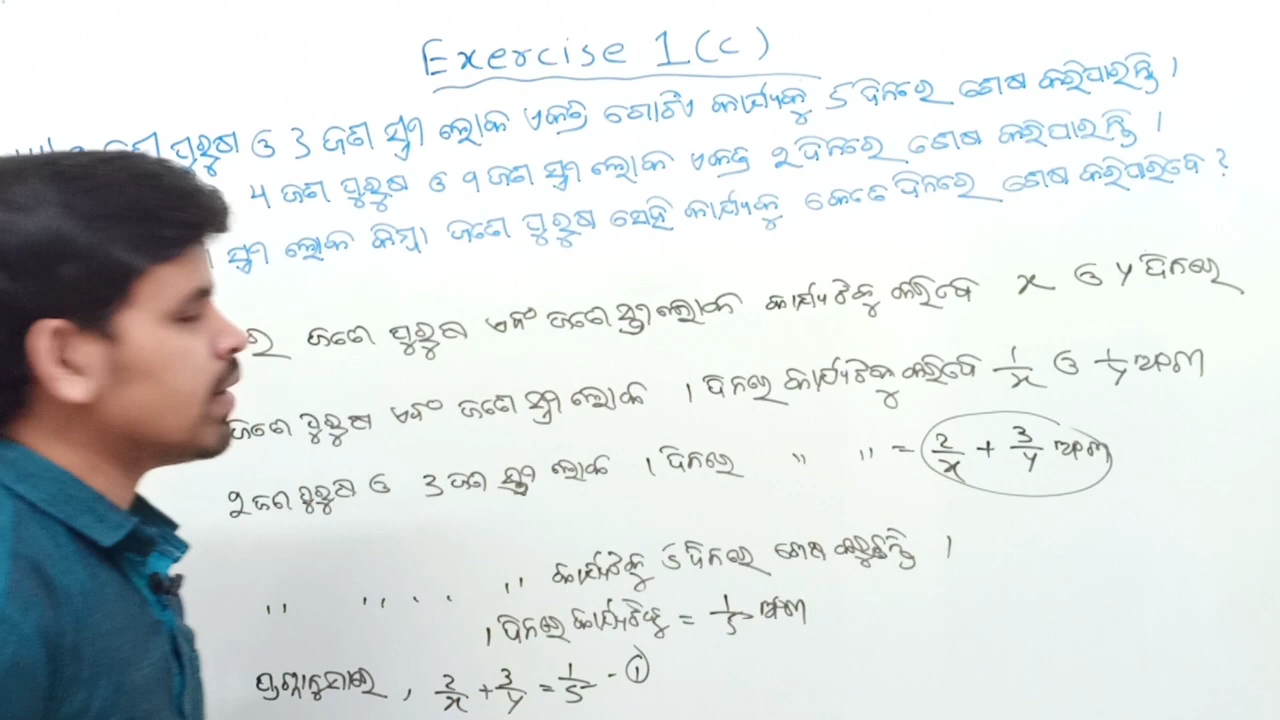 Exercise 1(c)
ପୁରୁଷ ଓ 3 ଜଣ ସ୍ତ୍ରୀ ଲୋକ ଏକତ୍ର ଗୋଟିଏ କାର୍ଯ୍ୟକୁ 5 ଦିନରେ ଶେଷ କରିପାରନ୍ତି ।
4 ଜଣ ପୁରୁଷ ଓ ୨ ଜଣ ସ୍ତ୍ରୀ ଲୋକ ଏକତ୍ର ୨ ଦିନରେ ଶେଷ କରିପାରନ୍ତି ।
ସ୍ତ୍ରୀ ଲୋକ କିମ୍ବା ଜଣେ ପୁରୁଷ ସେହି କାର୍ଯ୍ୟକୁ କେତେ ଦିନରେ ଶେଷ କରିପାରିବେ ?
ଜଣେ ପୁରୁଷ ଏବଂ ଜଣେ ସ୍ତ୍ରୀ ଲୋକ କାର୍ଯ୍ୟଟିକୁ କରିବେ x ଓ y ଦିନରେ
ଜଣେ ପୁରୁଷ ଏବଂ ଜଣେ ସ୍ତ୍ରୀ ଲୋକ 1 ଦିନରେ କାର୍ଯ୍ୟଟିକୁ କରିବେ 1/x ଓ 1/y ଅଂଶ
2 ଜଣ ପୁରୁଷ ଓ 3 ଜଣ ସ୍ତ୍ରୀ ଲୋକ 1 ଦିନରେ " " = 2/x + 3/y ଅଂଶ
" " " " " କାର୍ଯ୍ୟଟିକୁ 5 ଦିନରେ ଶେଷ କରୁଛନ୍ତି ।
1 ଦିନରେ କାର୍ଯ୍ୟଟିକୁ = 1/5 ଅଂଶ
ପ୍ରଶ୍ନାନୁସାରେ , 2/x + 3/y = 1/5 - ①